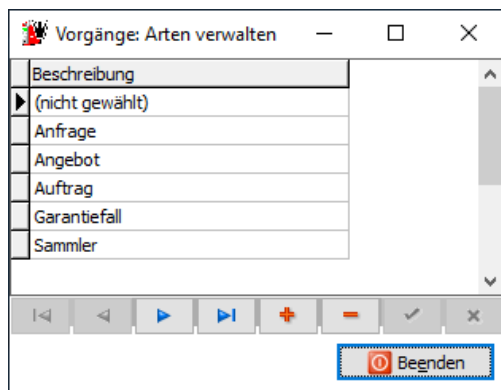 Vorgänge: Arten verwalten
Beschreibung
(nicht gewählt)
Anfrage
Angebot
Auftrag
Garantiefall
Sammler
Beenden